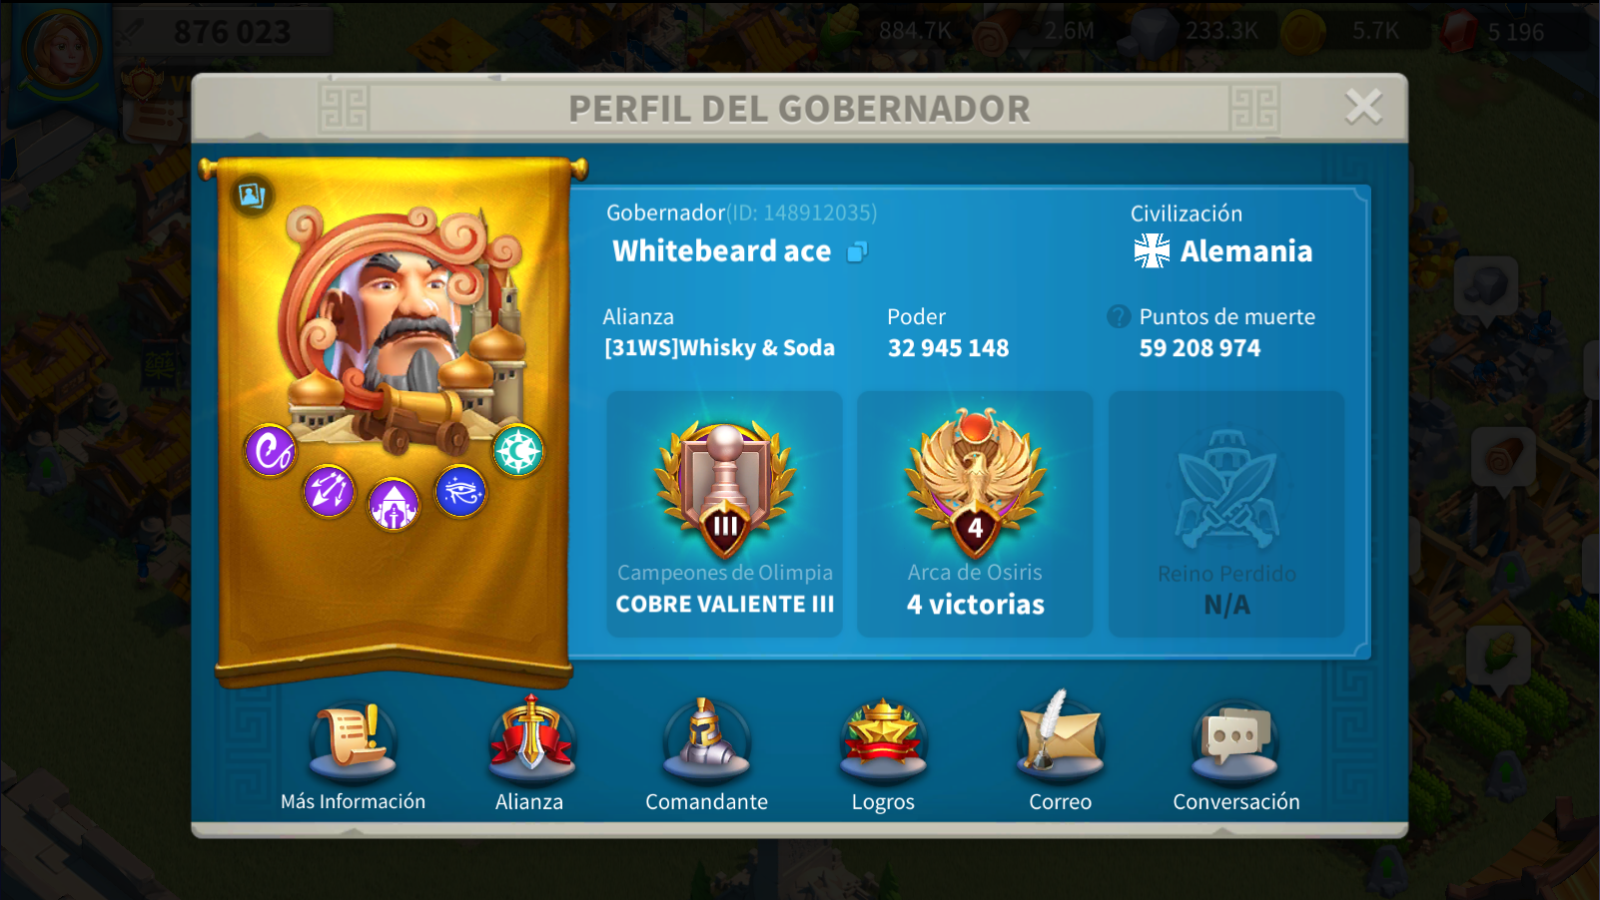 876 023
884.7K
2.6M
233.3K
5.7K
5 196
PERFIL DEL GOBERNADOR
Gobernador(ID: 148912035)
Whitebeard ace
Civilización
Alemania
Alianza
[31WS]Whisky & Soda
Poder
32 945 148
? Puntos de muerte
59 208 974
III
Campeones de Olimpia
COBRE VALIENTE III
4
Arca de Osiris
4 victorias
Reino Perdido
N/A
Más Información
Alianza
Comandante
Logros
Correo
Conversación